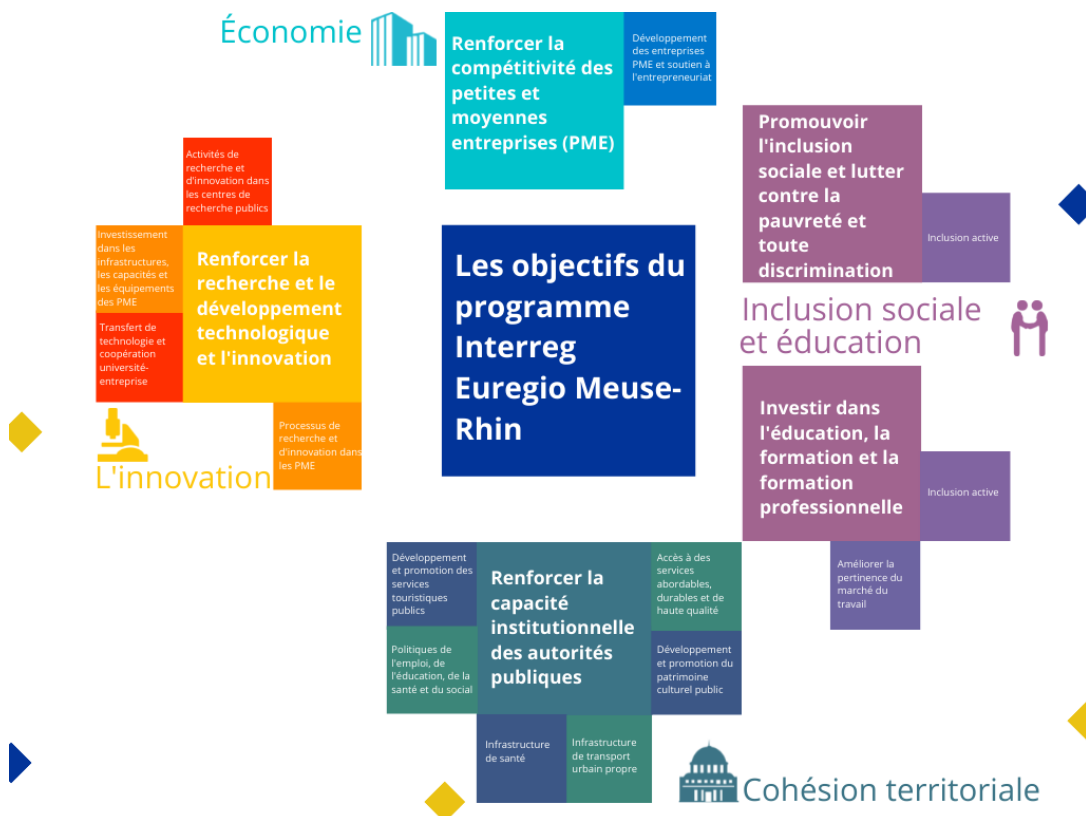 Économie
Renforcer la
compétitivité des
petites et
moyennes
entreprises (PME)
Développement
des entreprises
PME et soutien à
l'entrepreneuriat
Promouvoir
l'inclusion
sociale et lutter
contre la
pauvreté et
toute
discrimination
Inclusion active
Activités de
recherche et
d'innovation dans
les centres de
recherche publics
Investissement
dans les
infrastructures,
les capacités et
les équipements
des PME
Transfert de
technologie et
coopération
université-
entreprise
Renforcer la
recherche et le
développement
technologique
et l'innovation
Processus de
recherche et
d'innovation dans
les PME
L'innovation
Les objectifs du
programme
Interreg
Euregio Meuse-
Rhin
Inclusion sociale
et éducation
Investir dans
l'éducation, la
formation et la
formation
professionnelle
Inclusion active
Améliorer la
pertinence du
marché du
travail
Développement
et promotion des
services
touristiques
publics
Politiques de
l'emploi, de
l'éducation, de la
santé et du social
Renforcer la
capacité
institutionnelle
des autorités
publiques
Accès à des
services
abordables,
durables et de
haute qualité
Développement
et promotion du
patrimoine
culturel public
Infrastructure
de santé
Infrastructure
de transport
urbain propre
Cohésion territoriale